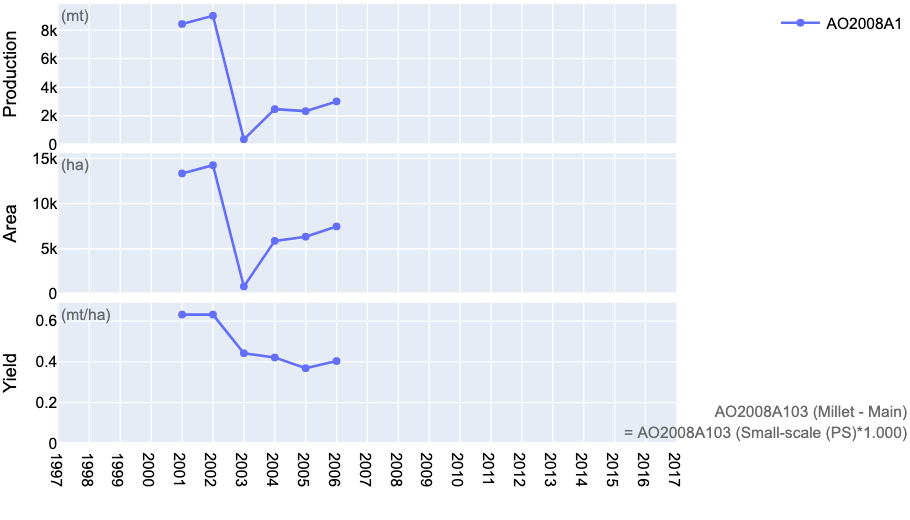 (mt)
Production
8k
6k
4k
2k
0
AO2008A1
(ha)
Area
15k
10k
5k
0
(mt/ha)
Yield
0.6
0.4
0.2
0
AO2008A103 (Millet - Main)
= AO2008A103 (Small-scale (PS)*1.000)
1997
1998
1999
2000
2001
2002
2003
2004
2005
2006
2007
2008
2009
2010
2011
2012
2013
2014
2015
2016
2017